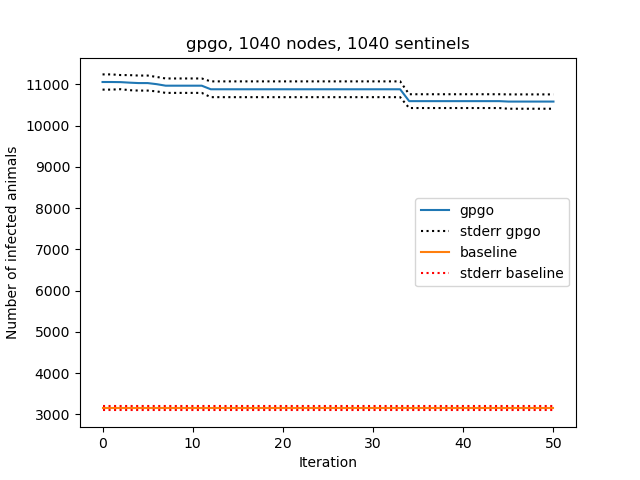 gpgo, 1040 nodes, 1040 sentinels
Number of infected animals
11000
10000
9000
8000
7000
6000
5000
4000
3000
gpgo
stderr gpgo
baseline
stderr baseline
0 10 20 30 40 50
Iteration